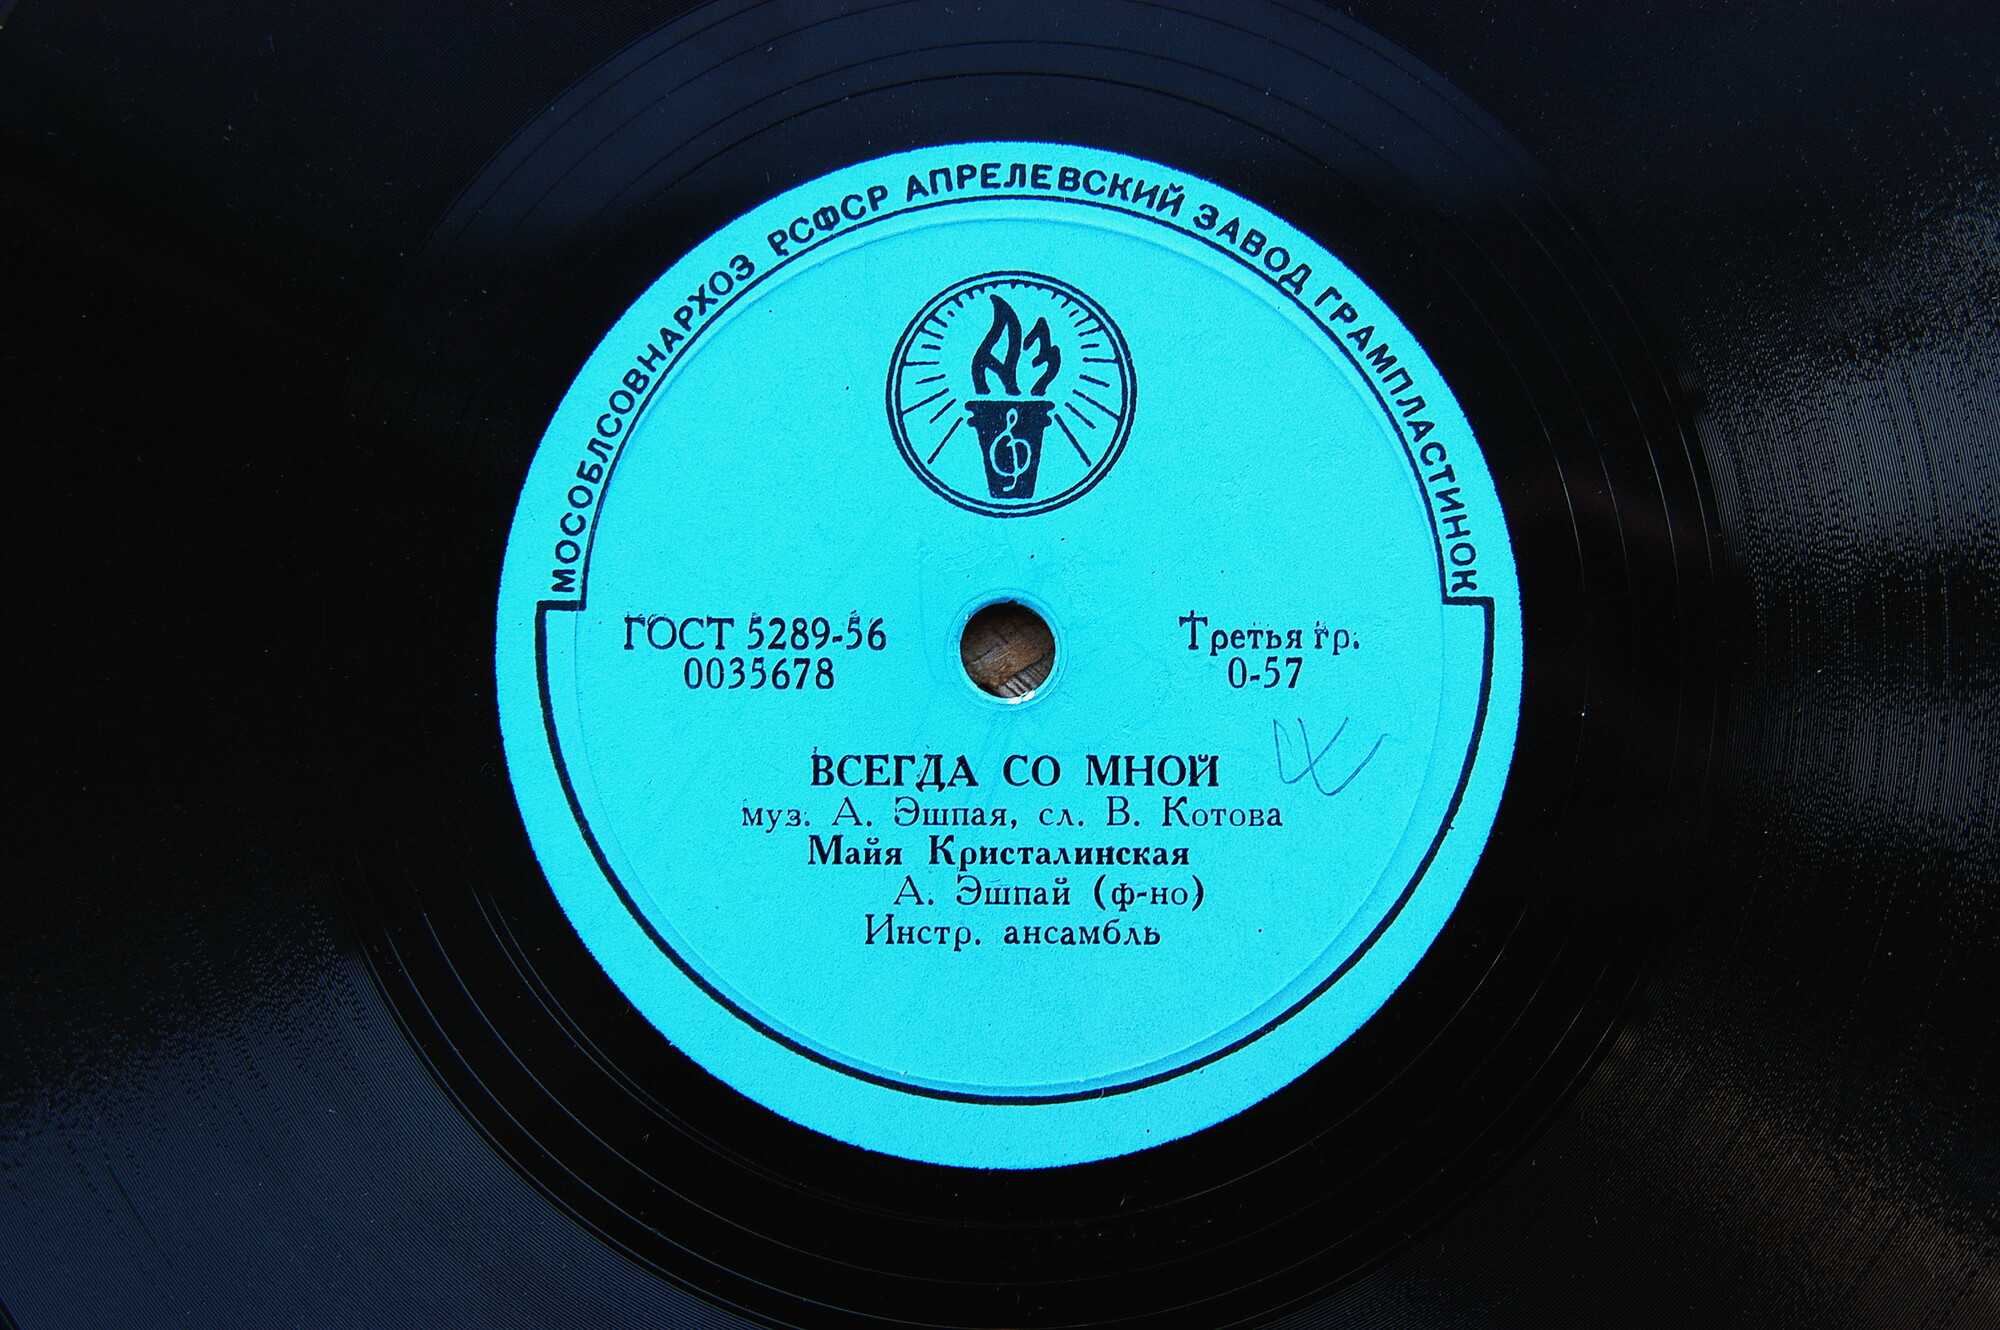 МОСОБЛСОВНАРХОЗ РСФСР АПРЕЛЕВСКИЙ ЗАВОД ГРАМПЛАСТИНОК
АЗ
ГОСТ 5289-56
0035678
Третья гр.
0-57
ВСЕГДА СО МНОЙ
муз. А. Эшпая, сл. В. Котова
Майя Кристалинская
А. Эшпай (ф-но)
Инстр. ансамбль